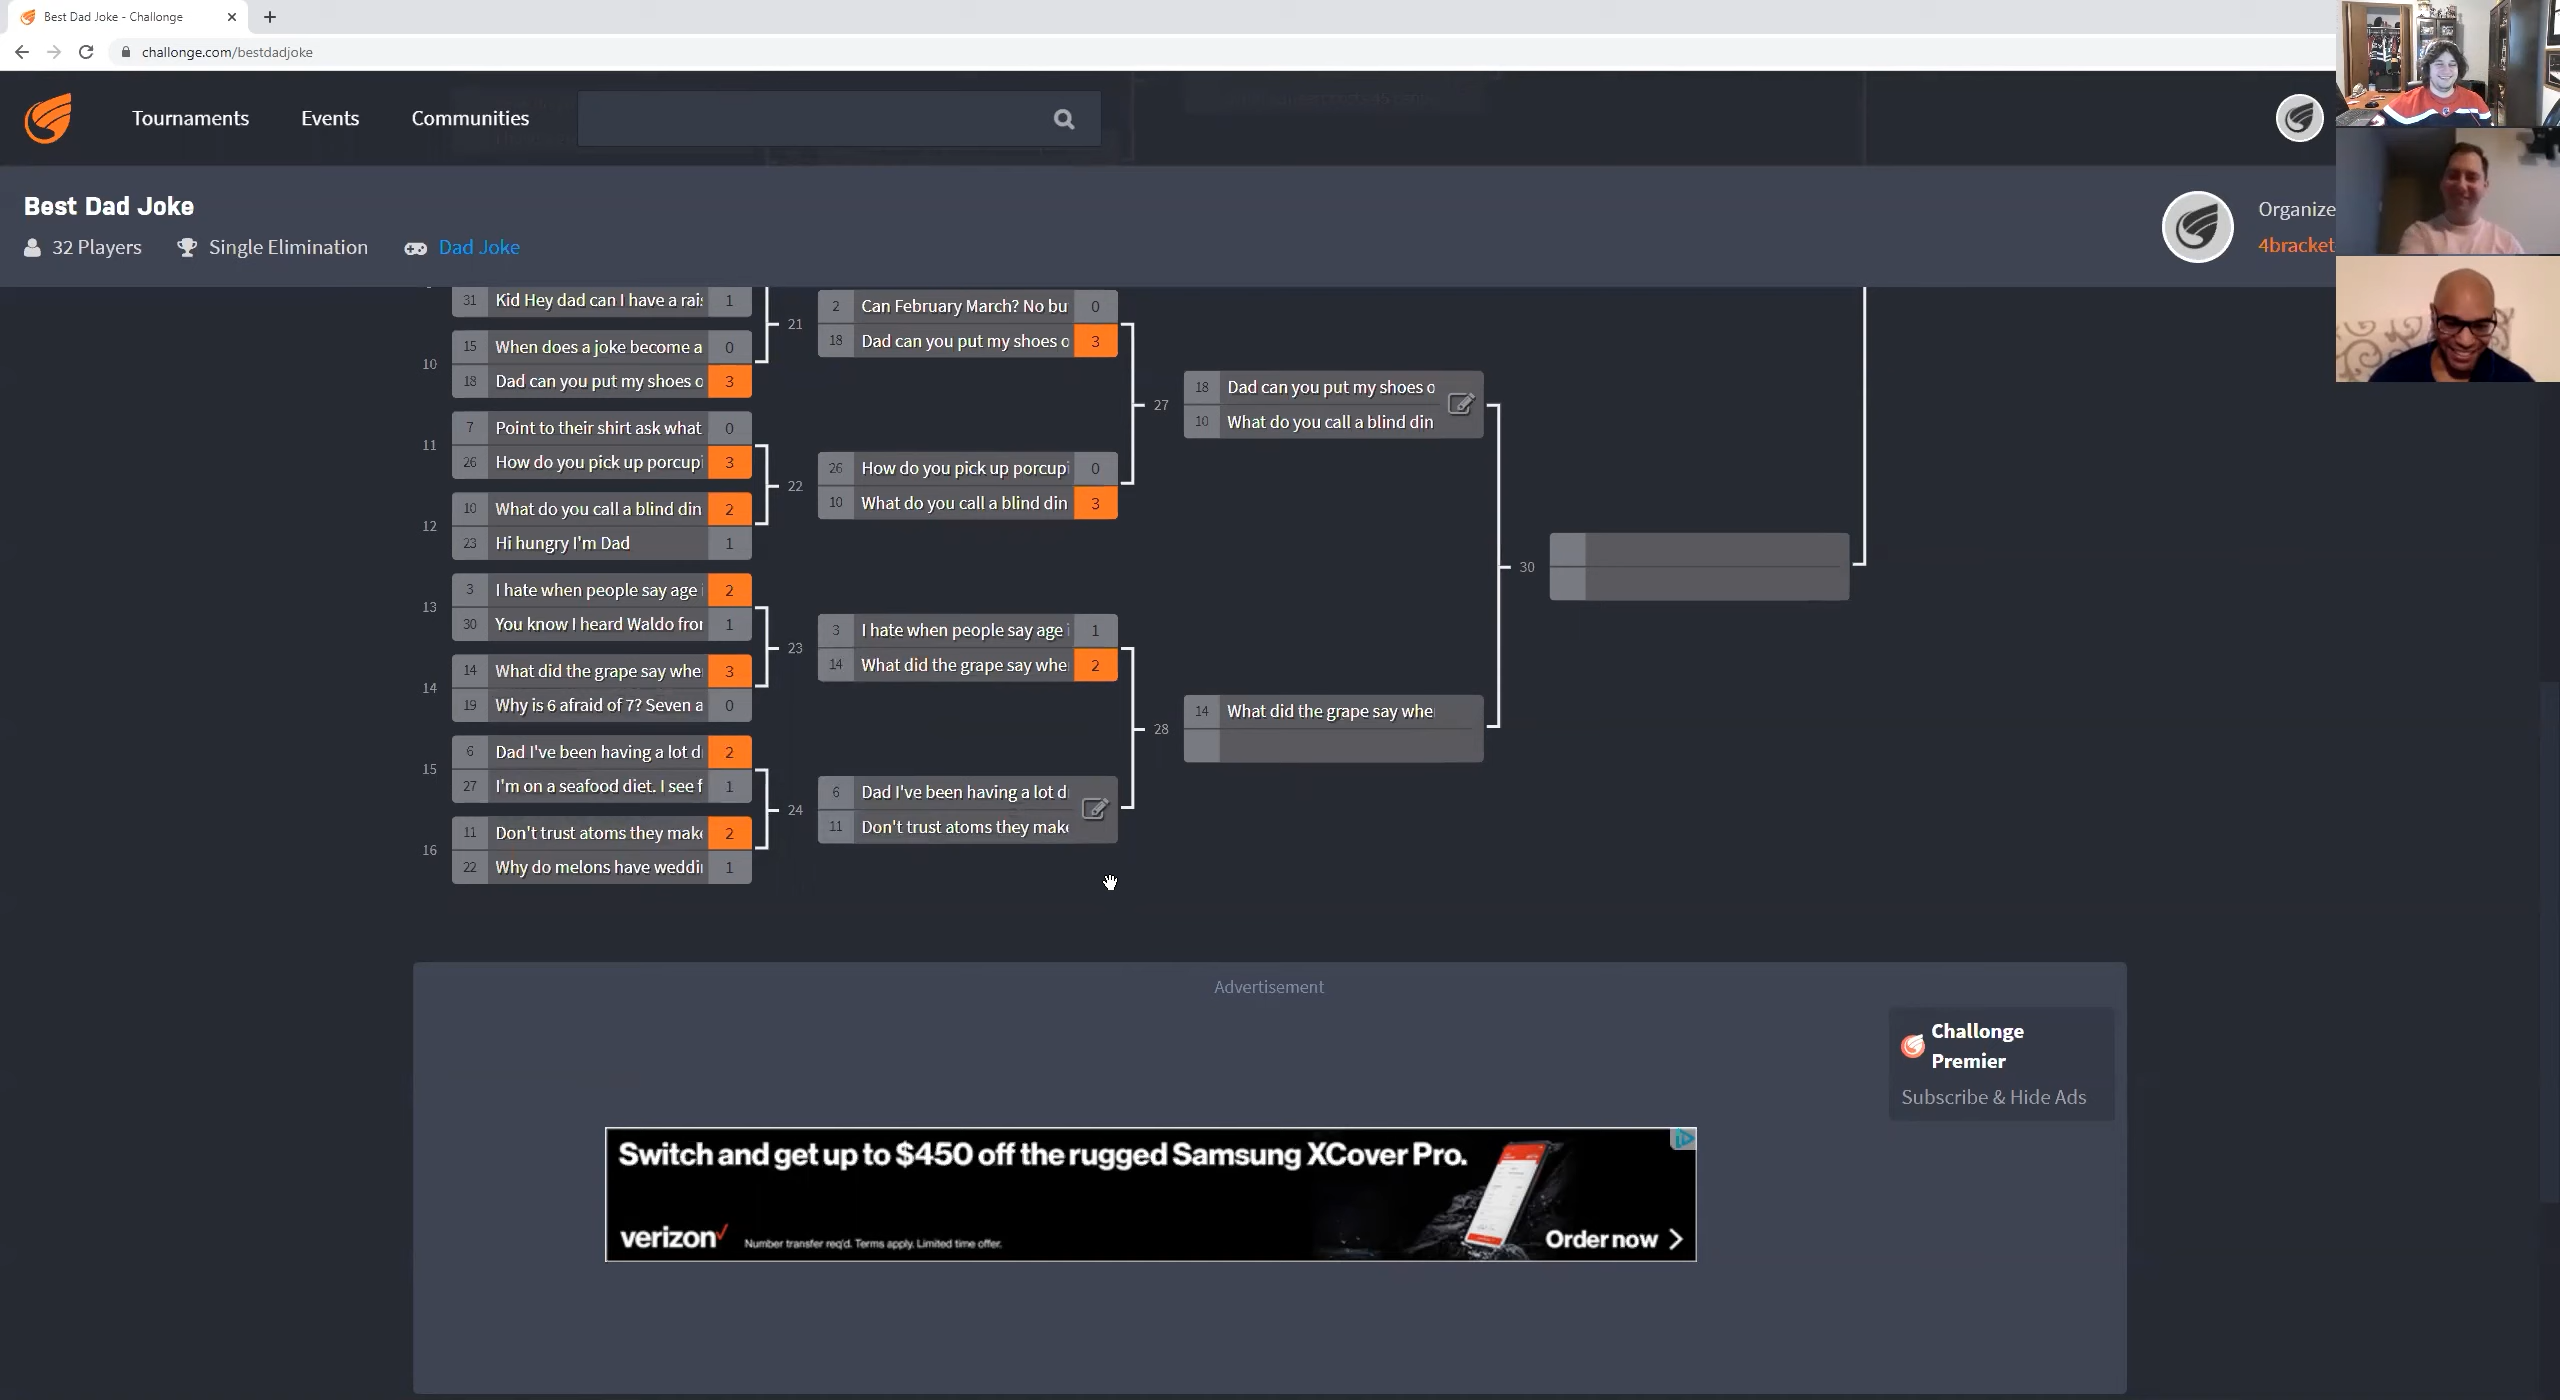 Best Dad Joke - Challonge
challonge.com/bestdadjoke
Tournaments Events Communities
Best Dad Joke
32 Players Single Elimination Dad Joke
Organize
4bracket
31 Kid Hey dad can I have a rais 1
10
15 When does a joke become a 0
18 Dad can you put my shoes o 3
11
7 Point to their shirt ask what 0
26 How do you pick up porcupi 3
12
10 What do you call a blind din 2
23 Hi hungry I'm Dad 1
13
3 I hate when people say age i 2
30 You know I heard Waldo fror 1
14
14 What did the grape say whe 3
19 Why is 6 afraid of 7? Seven a 0
15
6 Dad I've been having a lot d 2
27 I'm on a seafood diet. I see f 1
16
11 Don't trust atoms they make 2
22 Why do melons have weddi 1
21
2 Can February March? No bu 0
18 Dad can you put my shoes o 3
22
26 How do you pick up porcupi 0
10 What do you call a blind din 3
23
3 I hate when people say age i 1
14 What did the grape say whe 2
24
6 Dad I've been having a lot d
11 Don't trust atoms they make
27
18 Dad can you put my shoes o
10 What do you call a blind din
28
14 What did the grape say whe
30
Advertisement
Challonge
Premier
Subscribe & Hide Ads
Switch and get up to $450 off the rugged Samsung XCover Pro.
verizon Number transfer req'd. Terms apply. Limited time offer.
Order now